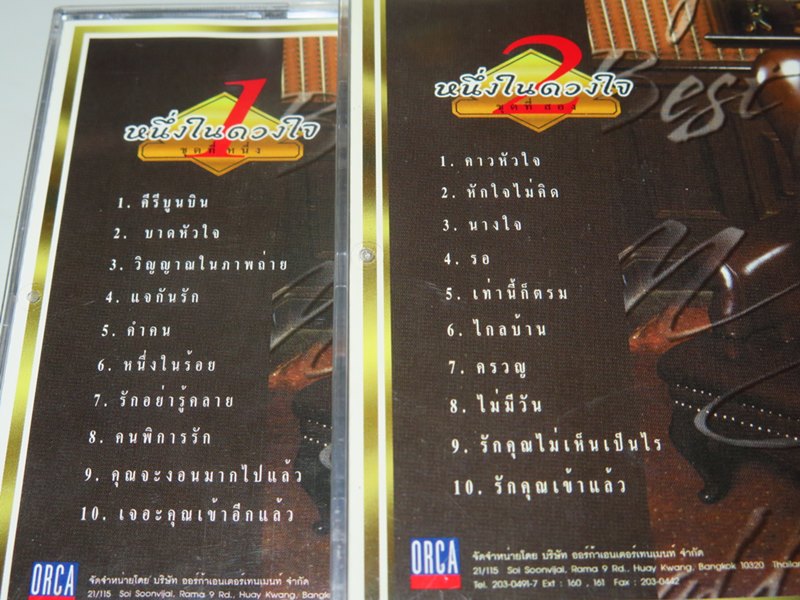 1
หนึ่งในดวงใจ
ชุดที่ หนึ่ง
1. คีรีบูนบิน
2. บาดหัวใจ
3. วิญญาณในภาพถ่าย
4. แจกันรัก
5. คำคน
6. หนึ่งในร้อย
7. รักอย่ารู้คลาย
8. คนพิการรัก
9. คุณจะงอนมากไปแล้ว
10. เจอะคุณเข้าอีกแล้ว
ORCA
จัดจำหน่ายโดย บริษัท ออร์ก้าเอนเตอร์เทนเมนท์ จำกัด
21/115 Soi Soonvijai, Rama 9 Rd., Huay Kwang, Bangkok
2
หนึ่งในดวงใจ
ชุดที่ สอง
Best
1. คาวหัวใจ
2. หักใจไม่คิด
3. นางใจ
4. รอ
5. เท่านี้ก็ตรม
6. ไกลบ้าน
7. ครวญ
8. ไม่มีวัน
9. รักคุณไม่เห็นเป็นไร
10. รักคุณเข้าแล้ว
ORCA
จัดจำหน่ายโดย บริษัท ออร์ก้าเอนเตอร์เทนเมนท์ จำกัด
21/115 Soi Soonvijai, Rama 9 Rd., Huay Kwang, Bangkok 10320 Thailan
Tel. 203-0491-7 Ext : 160 , 161 Fax : 203-0442